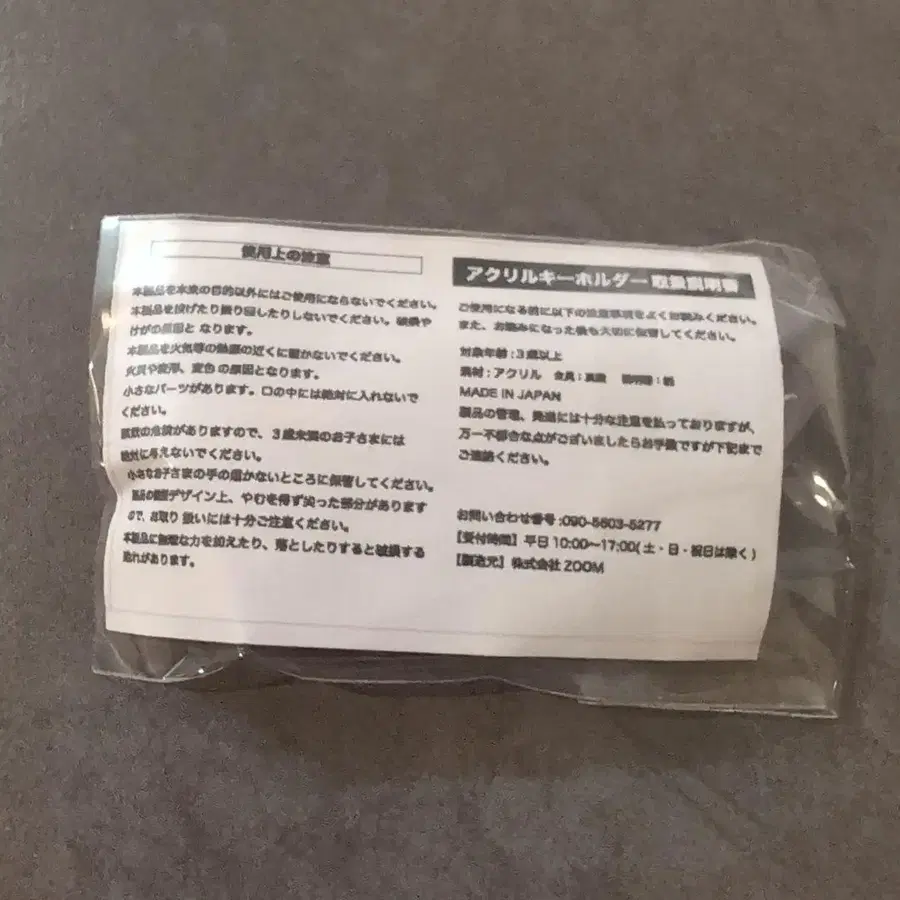 使用上の注意
本製品を本来の目的以外にはご使用にならないでください。
本製品を投げたり振り回したりしないでください。破損や
けがの原因と なります。
本製品を火気等の熱源の近くに置かないでください。
火災や変形、変色 の原因となります。
小さなパーツがあります。口の中には絶対に入れないで
ください。
誤飲の危険がありますので、3歳未満のお子さまには
絶対に与えないでください。
小さなお子さまの手の届かないところに保管してください。
製品の デザイン上、やむを得ず尖った部分があります
ので、お取り 扱いには十分ご注意ください。
本製品に無理な力を加えたり、落としたりすると破損する
恐れがあります。
アクリルキーホルダー 取扱説明書
ご使用になる前に以下の注意事項をよくお読みください。
また、お読みになった後も大切に保管してください。
対象年齢:3歳以上
素材:アクリル 金具:真鍮 説明書:紙
MADE IN JAPAN
製品の管理、発送には十分な注意を払っておりますが、
万一不都合な点がございましたらお手数ですが下記まで
ご連絡ください。
お問い合わせ番号:090-5603-5277
【受付時間】平日 10:00〜17:00(土・日・祝日は除く)
【製造元】株式会社 ZOOM